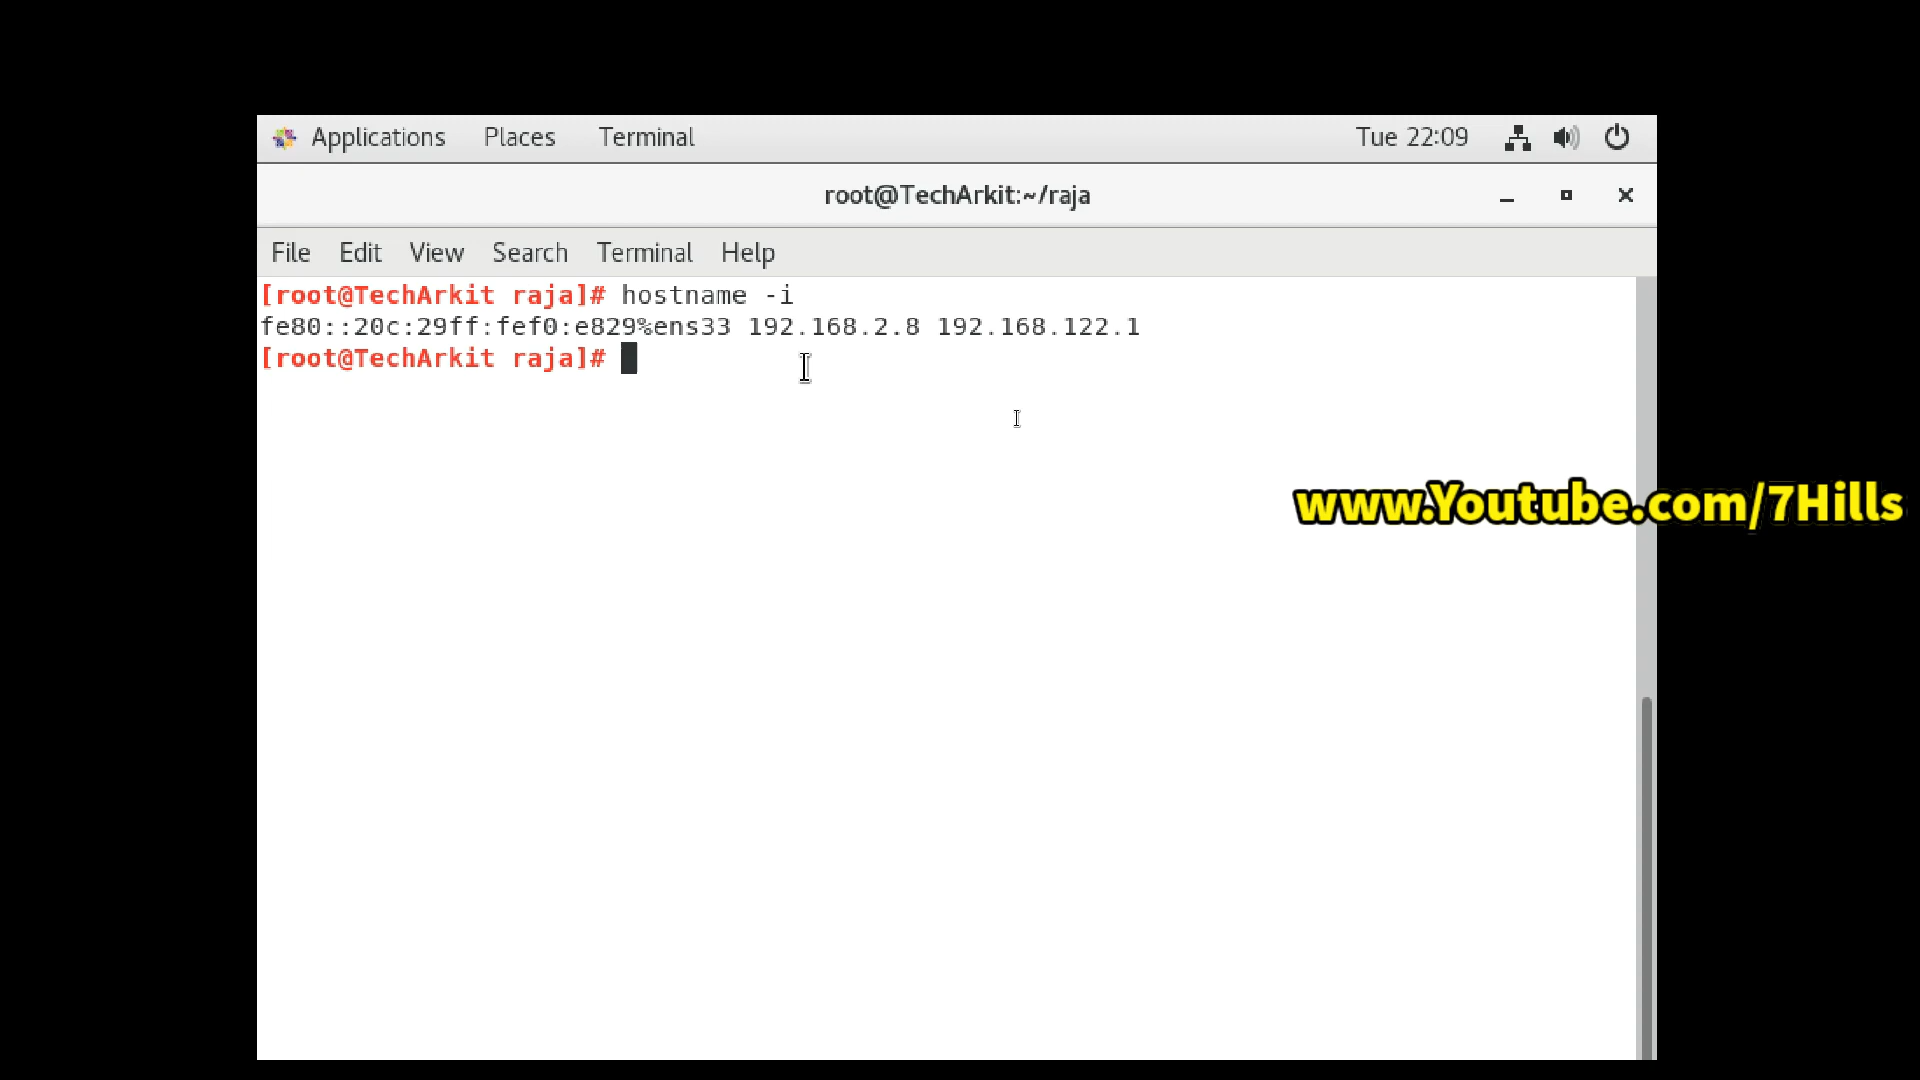 Applications Places Terminal Tue 22:09
root@TechArkit:~/raja
File Edit View Search Terminal Help
[root@TechArkit raja]# hostname -i
fe80::20c:29ff:fef0:e829%ens33 192.168.2.8 192.168.122.1
[root@TechArkit raja]#
www.Youtube.com/7Hills